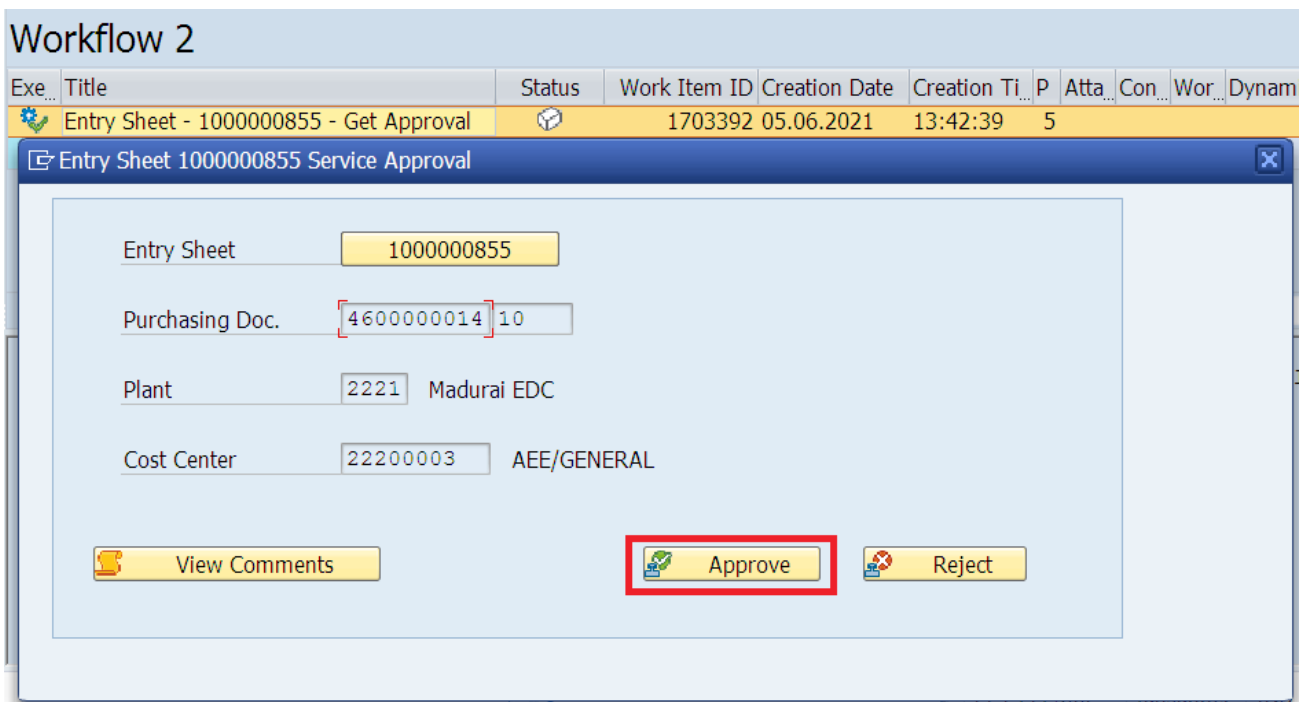 Workflow 2
Exe... Title Status Work Item ID Creation Date Creation Ti... P Atta... Con... Wor... Dynam
Entry Sheet - 1000000855 - Get Approval 1703392 05.06.2021 13:42:39 5
Entry Sheet 1000000855 Service Approval
Entry Sheet 1000000855
Purchasing Doc. 4600000014 10
Plant 2221 Madurai EDC
Cost Center 22200003 AEE/GENERAL
View Comments Approve Reject